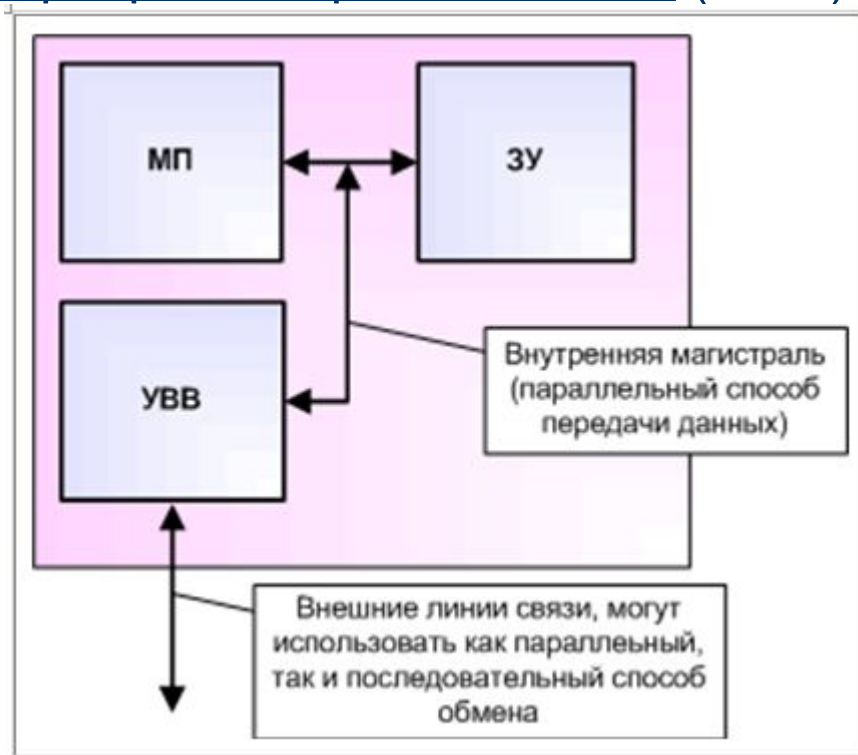 МП
ЗУ
УВВ
Внутренняя магистраль
(параллельный способ
передачи данных)
Внешние линии связи, могут
использовать как параллеьный,
так и последовательный способ
обмена